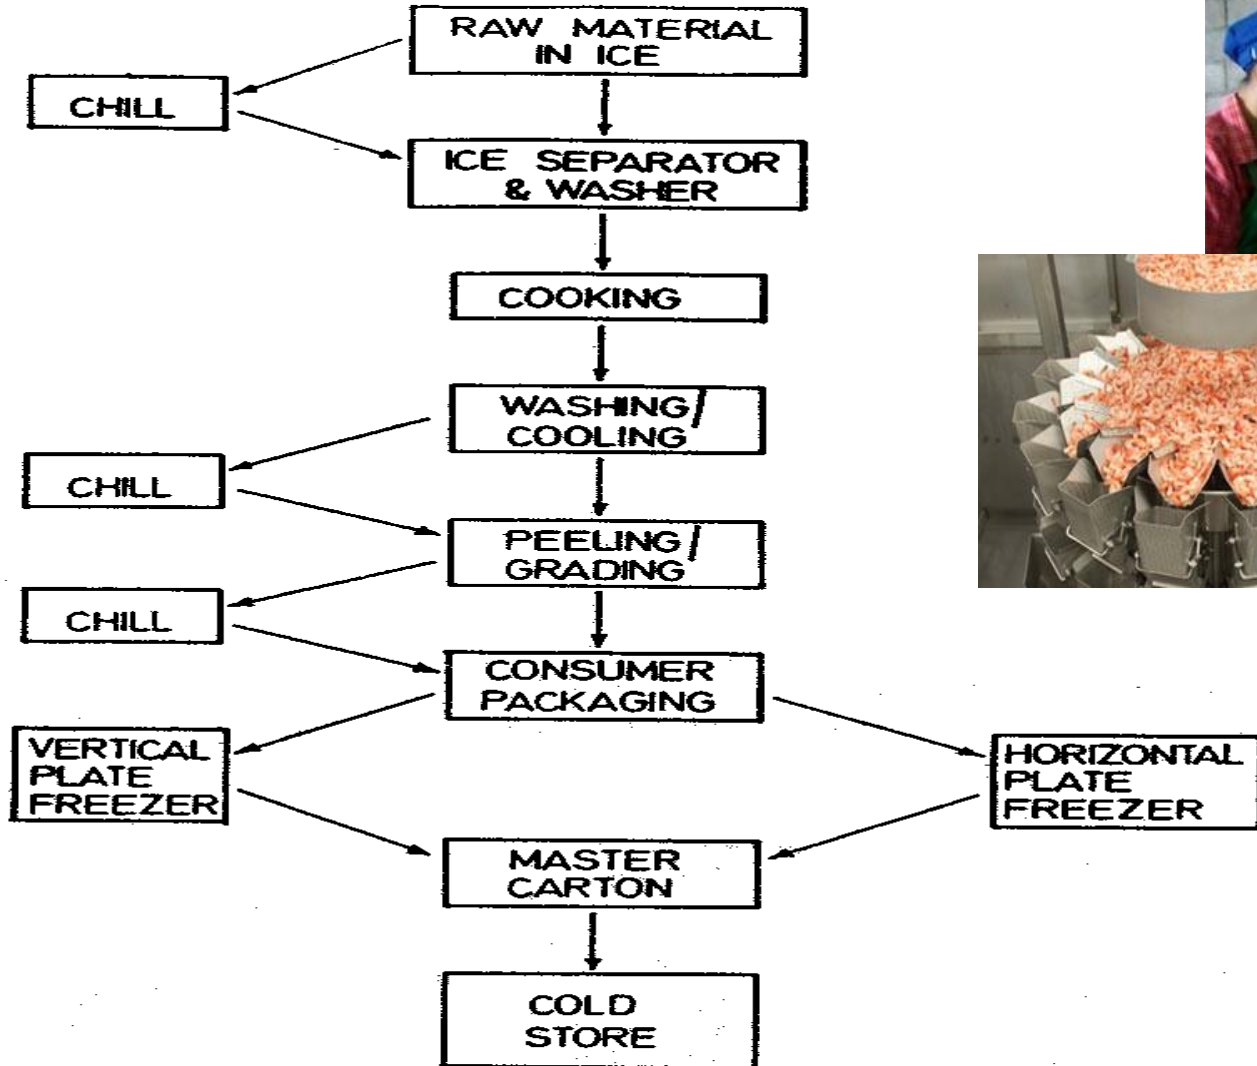 RAW MATERIAL
IN ICE
CHILL
ICE SEPARATOR
& WASHER
COOKING
WASHING/
COOLING
CHILL
PEELING/
GRADING
CHILL
CONSUMER
PACKAGING
VERTICAL
PLATE
FREEZER
HORIZONTAL
PLATE
FREEZER
MASTER
CARTON
COLD
STORE